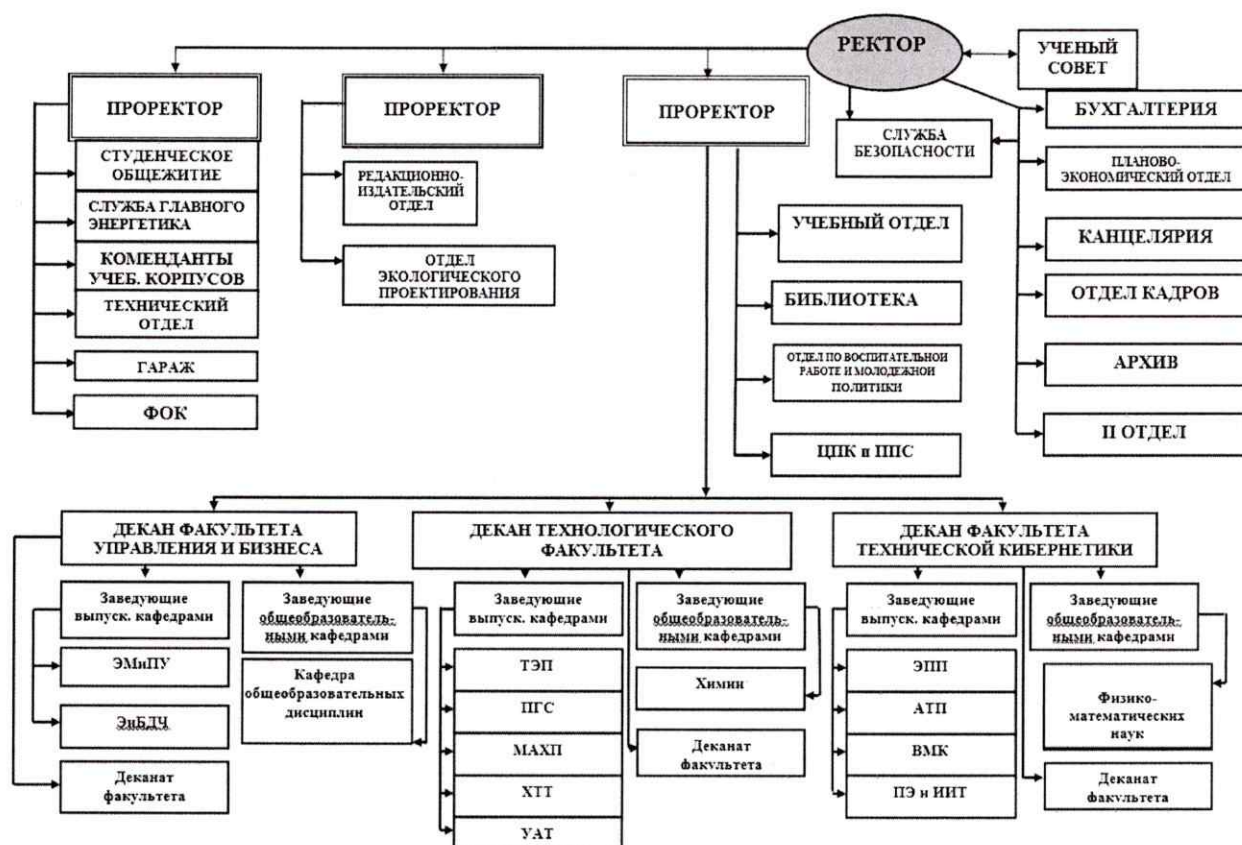 РЕКТОР
УЧЕНЫЙ
СОВЕТ
ПРОРЕКТОР
ПРОРЕКТОР
ПРОРЕКТОР
СТУДЕНЧЕСКОЕ
ОБЩЕЖИТИЕ
СЛУЖБА ГЛАВНОГО
ЭНЕРГЕТИКА
КОМЕНДАНТЫ
УЧЕБ. КОРПУСОВ
ТЕХНИЧЕСКИЙ
ОТДЕЛ
ГАРАЖ
ФОК
РЕДАКЦИОННО-
ИЗДАТЕЛЬСКИЙ
ОТДЕЛ
ОТДЕЛ
ЭКОЛОГИЧЕСКОГО
ПРОЕКТИРОВАНИЯ
СЛУЖБА
БЕЗОПАСНОСТИ
УЧЕБНЫЙ ОТДЕЛ
БИБЛИОТЕКА
ОТДЕЛ ПО ВОСПИТАТЕЛЬНОЙ
РАБОТЕ И МОЛОДЕЖНОЙ
ПОЛИТИКИ
ЦПК и ППС
БУХГАЛТЕРИЯ
ПЛАНОВО-
ЭКОНОМИЧЕСКИЙ ОТДЕЛ
КАНЦЕЛЯРИЯ
ОТДЕЛ КАДРОВ
АРХИВ
II ОТДЕЛ
ДЕКАН ФАКУЛЬТЕТА
УПРАВЛЕНИЯ И БИЗНЕСА
Заведующие
выпуск. кафедрами
ЭМиПУ
ЭиБДЧ
Деканат
факультета
Заведующие
общеобразователь-
ными кафедрами
Кафедра
общеобразовательных
дисциплин
ДЕКАН ТЕХНОЛОГИЧЕСКОГО
ФАКУЛЬТЕТА
Заведующие
выпуск. кафедрами
ТЭП
ПГС
МАХП
ХТТ
УАТ
Заведующие
общеобразователь-
ными кафедрами
Химии
Деканат
факультета
ДЕКАН ФАКУЛЬТЕТА
ТЕХНИЧЕСКОЙ КИБЕРНЕТИКИ
Заведующие
выпуск. кафедрами
ЭПП
АТП
ВМК
ПЭ и ИИТ
Заведующие
общеобразователь-
ными кафедрами
Физико-
математических
наук
Деканат
факультета